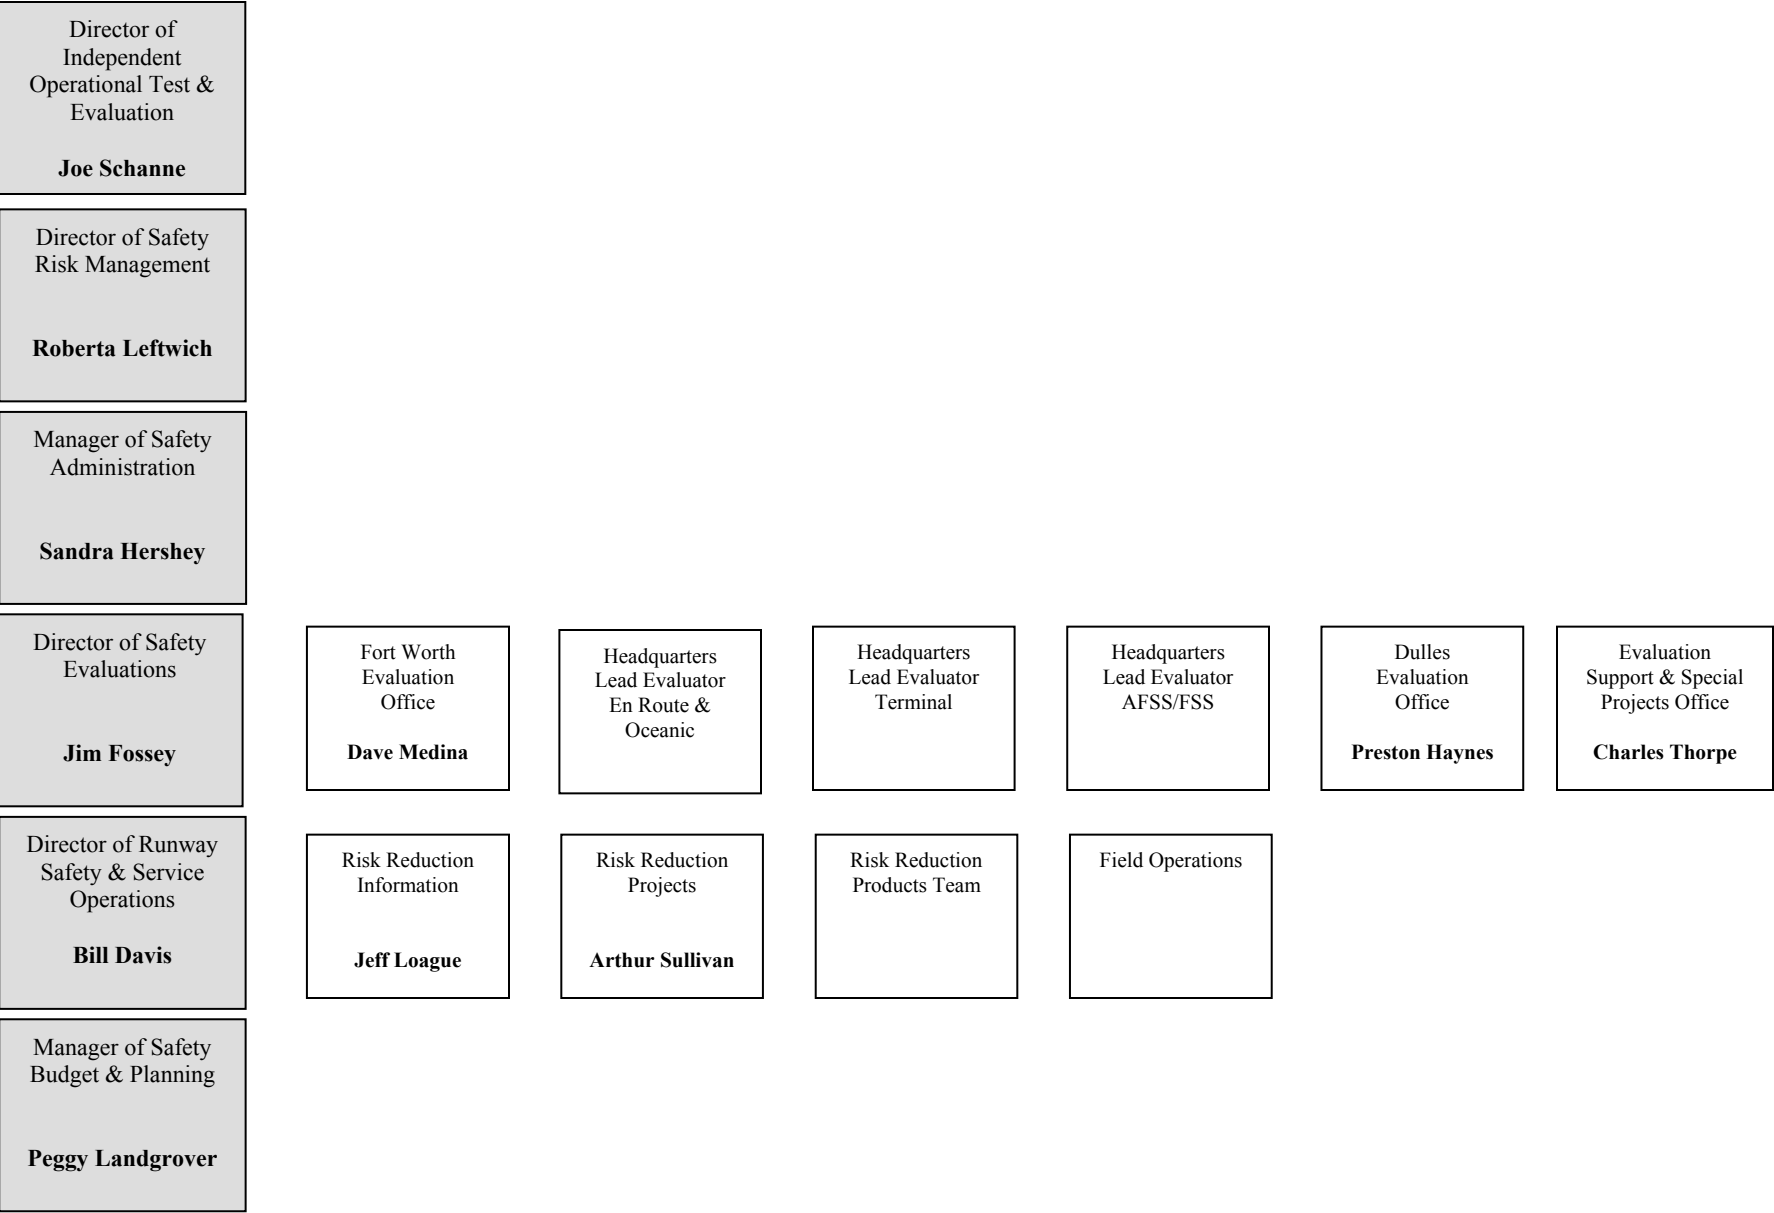 Director of
Independent
Operational Test &
Evaluation
Joe Schanne
Director of Safety
Risk Management
Roberta Leftwich
Manager of Safety
Administration
Sandra Hershey
Director of Safety
Evaluations
Jim Fossey
Fort Worth
Evaluation
Office
Dave Medina
Headquarters
Lead Evaluator
En Route &
Oceanic
Headquarters
Lead Evaluator
Terminal
Headquarters
Lead Evaluator
AFSS/FSS
Dulles
Evaluation
Office
Preston Haynes
Evaluation
Support & Special
Projects Office
Charles Thorpe
Director of Runway
Safety & Service
Operations
Bill Davis
Risk Reduction
Information
Jeff Loague
Risk Reduction
Projects
Arthur Sullivan
Risk Reduction
Products Team
Field Operations
Manager of Safety
Budget & Planning
Peggy Landgrover